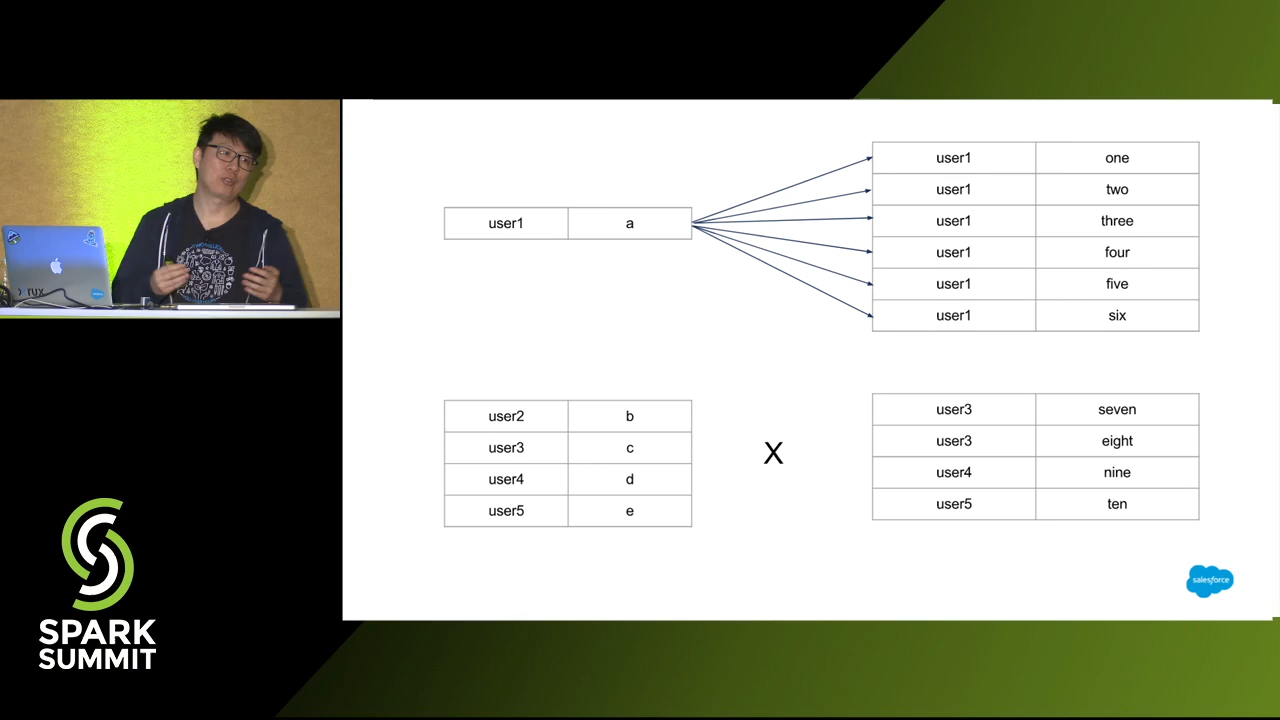 user1 a
user1 one
user1 two
user1 three
user1 four
user1 five
user1 six
user2 b
user3 c
user4 d
user5 e
X
user3 seven
user3 eight
user4 nine
user5 ten
salesforce
SPARK
SUMMIT